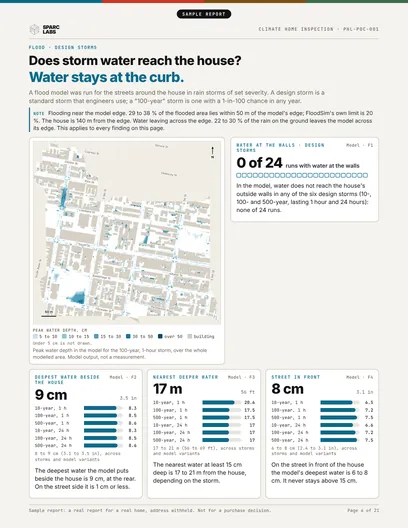 SAMPLE REPORT
SPARC
LABS
CLIMATE HOME INSPECTION · PHL-POC-001
FLOOD · DESIGN STORMS
Does storm water reach the house?
Water stays at the curb.
A flood model was run for the streets around the house in rain storms of set severity. A design storm is a
standard storm that engineers use; a "100-year" storm is one with a 1-in-100 chance in any year.
NOTE Flooding near the model edge. 29 to 38 % of the flooded area lies within 50 m of the model's edge; FloodSim's own limit is 20
%. The house is 140 m from the edge. Water leaving across the edge. 22 to 30 % of the rain on the ground leaves the model across
its edge. This applies to every finding on this page.
N
50 m
PEAK WATER DEPTH, CM
5 to 10
10 to 15
15 to 30
30 to 50
over 50
building
Under 5 cm is not drawn.
Peak water depth in the model for the 100-year, 1-hour storm, over the whole
modelled area. Model output, not a measurement.
WATER AT THE WALLS · DESIGN
STORMS
Model · F1
0 of 24 runs with water at the walls
In the model, water does not reach the house's
outside walls in any of the six design storms (10-,
100- and 500-year, lasting 1 hour and 24 hours):
none of 24 runs.
DEEPEST WATER BESIDE
THE HOUSE
Model · F2
9 cm
3.5 in
10-year, 1 h 8.3
100-year, 1 h 8.5
500-year, 1 h 8.6
10-year, 24 h 8.3
100-year, 24 h 8.5
500-year, 24 h 8.6
8 to 9 cm (3.1 to 3.5 in), across
storms and model variants
The deepest water the model puts
beside the house is 9 cm, at the rear.
On the street side it is 1 cm or less.
NEAREST DEEPER WATER
Model · F3
17 m
56 ft
10-year, 1 h 20.6
100-year, 1 h 17.5
500-year, 1 h 17.5
10-year, 24 h 17
100-year, 24 h 17
500-year, 24 h 17
17 to 21 m (56 to 69 ft), across storms
and model variants
The nearest water at least 15 cm
deep is 17 to 21 m from the house,
depending on the storm.
STREET IN FRONT
Model · F4
8 cm
3.1 in
10-year, 1 h 6.5
100-year, 1 h 7.2
500-year, 1 h 7.5
10-year, 24 h 6.6
100-year, 24 h 7.2
500-year, 24 h 7.5
6 to 8 cm (2.4 to 3.1 in), across
storms and model variants
On the street in front of the house
the model's deepest water is 6 to 8
cm. It never stays above 15 cm.
Sample report: a real report for a real home, address withheld. Not for a purchase decision.